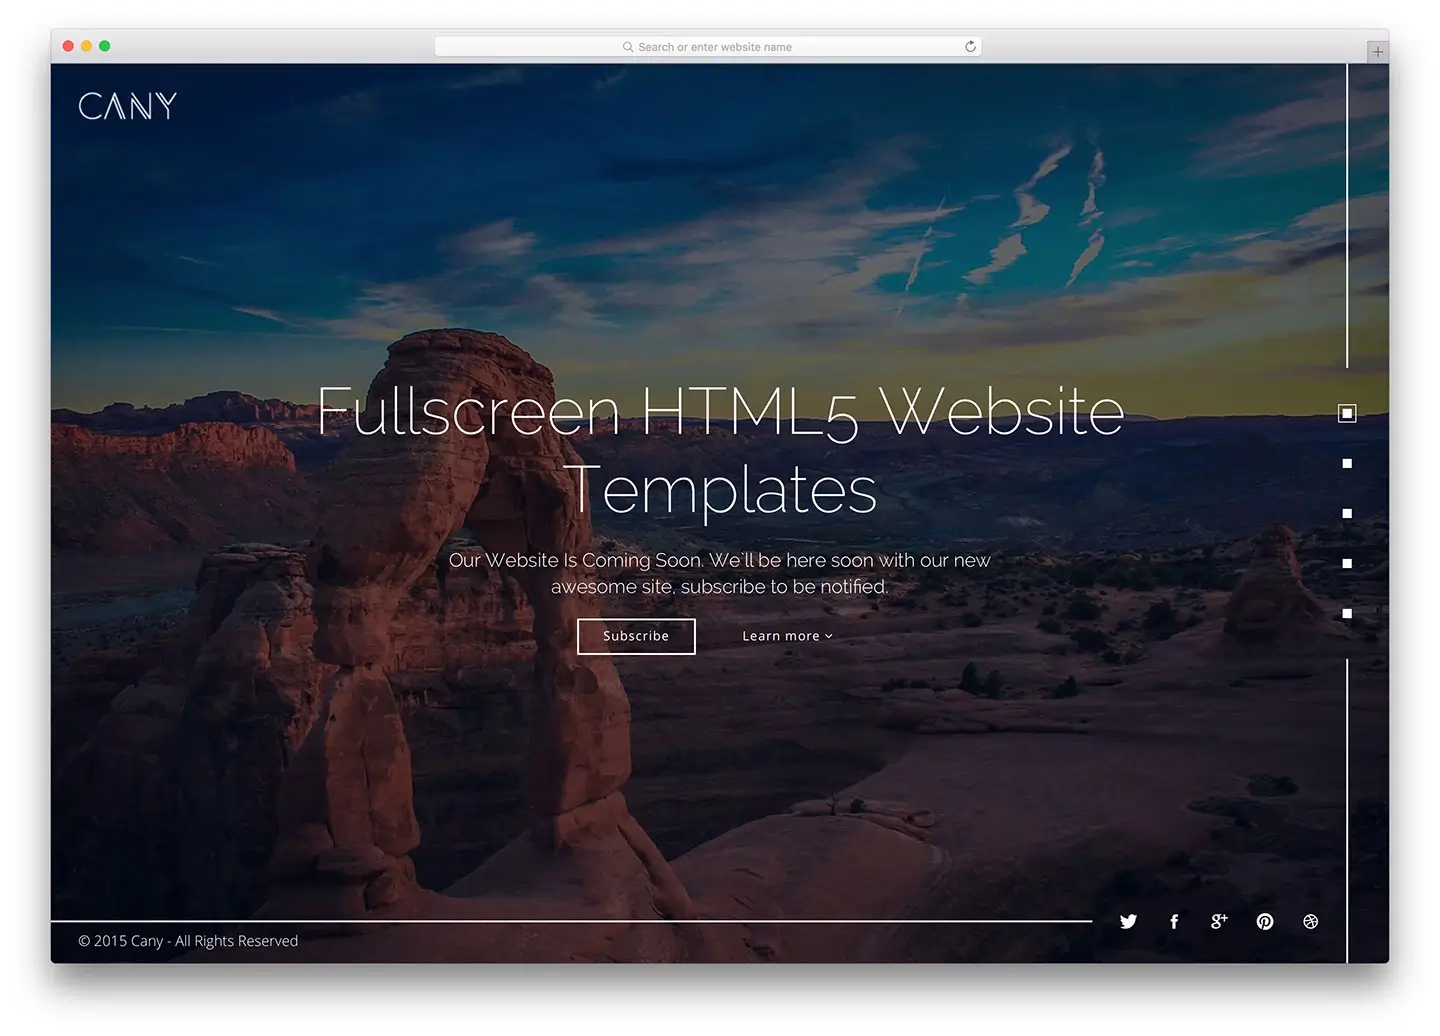 Search or enter website name
CANY
Fullscreen HTML5 Website
Templates
Our Website Is Coming Soon. We`ll be here soon with our new
awesome site, subscribe to be notified.
Subscribe
Learn more
© 2015 Cany - All Rights Reserved